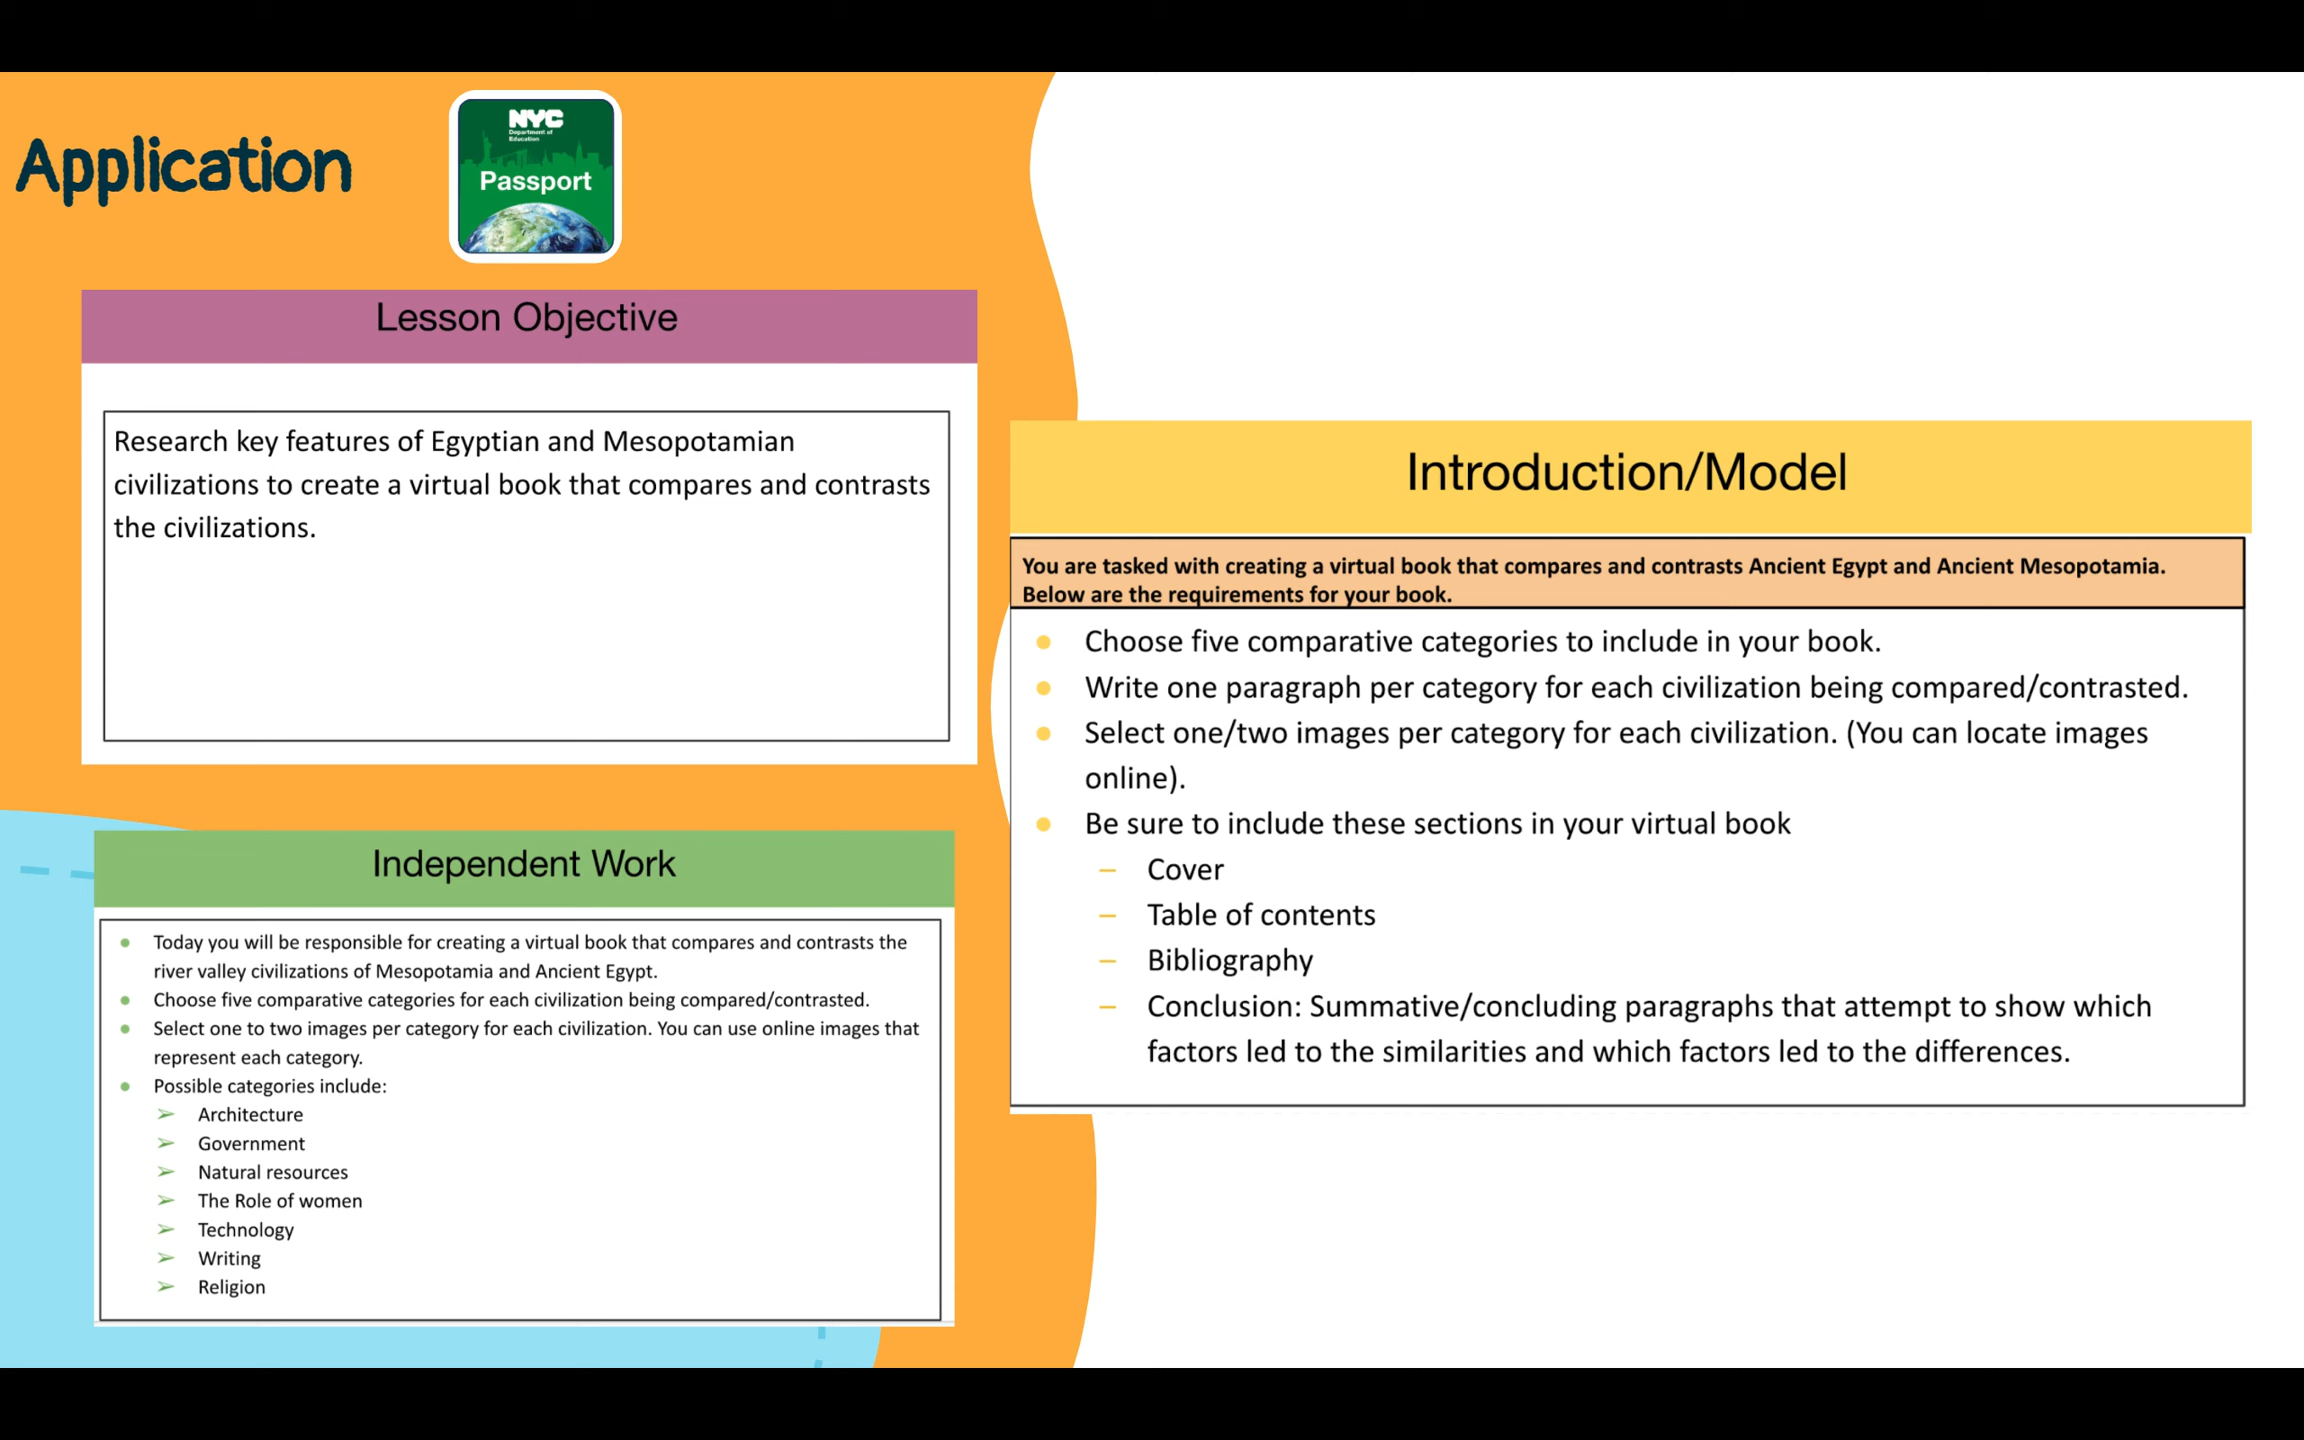 Application
NYC
Department of
Education
Passport
Lesson Objective
Research key features of Egyptian and Mesopotamian
civilizations to create a virtual book that compares and contrasts
the civilizations.
Independent Work
● Today you will be responsible for creating a virtual book that compares and contrasts the
river valley civilizations of Mesopotamia and Ancient Egypt.
● Choose five comparative categories for each civilization being compared/contrasted.
● Select one to two images per category for each civilization. You can use online images that
represent each category.
● Possible categories include:
➢ Architecture
➢ Government
➢ Natural resources
➢ The Role of women
➢ Technology
➢ Writing
➢ Religion
Introduction/Model
You are tasked with creating a virtual book that compares and contrasts Ancient Egypt and Ancient Mesopotamia.
Below are the requirements for your book.
● Choose five comparative categories to include in your book.
● Write one paragraph per category for each civilization being compared/contrasted.
● Select one/two images per category for each civilization. (You can locate images
online).
● Be sure to include these sections in your virtual book
– Cover
– Table of contents
– Bibliography
– Conclusion: Summative/concluding paragraphs that attempt to show which
factors led to the similarities and which factors led to the differences.